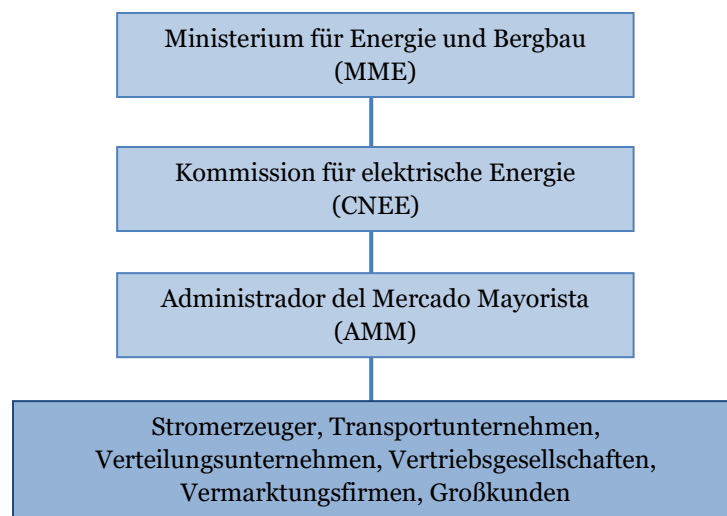 Ministerium für Energie und Bergbau
(MME)
Kommission für elektrische Energie
(CNEE)
Administrador del Mercado Mayorista
(AMM)
Stromerzeuger, Transportunternehmen,
Verteilungsunternehmen, Vertriebsgesellschaften,
Vermarktungsfirmen, Großkunden